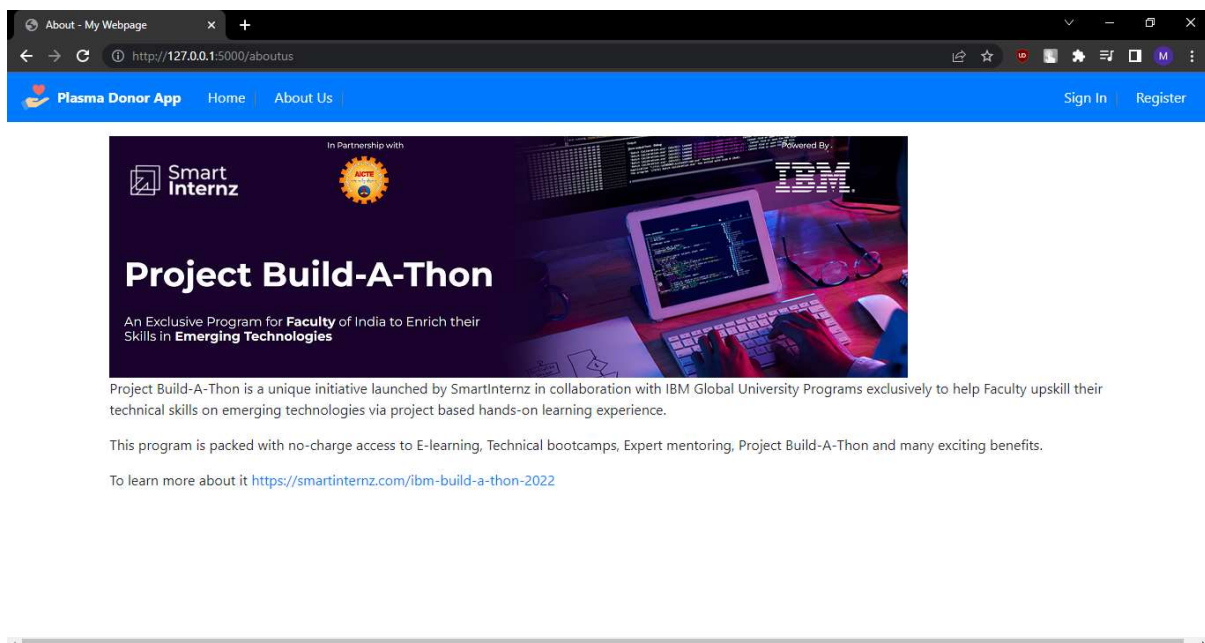 About - My Webpage
http://127.0.0.1:5000/aboutus
M
Plasma Donor App Home About Us Sign In Register
In Partnership with
Powered By.
Smart
Internz
AICTE
IBM.
Project Build-A-Thon
An Exclusive Program for Faculty of India to Enrich their
Skills in Emerging Technologies
Project Build-A-Thon is a unique initiative launched by SmartInternz in collaboration with IBM Global University Programs exclusively to help Faculty upskill their
technical skills on emerging technologies via project based hands-on learning experience.
This program is packed with no-charge access to E-learning, Technical bootcamps, Expert mentoring, Project Build-A-Thon and many exciting benefits.
To learn more about it https://smartinternz.com/ibm-build-a-thon-2022